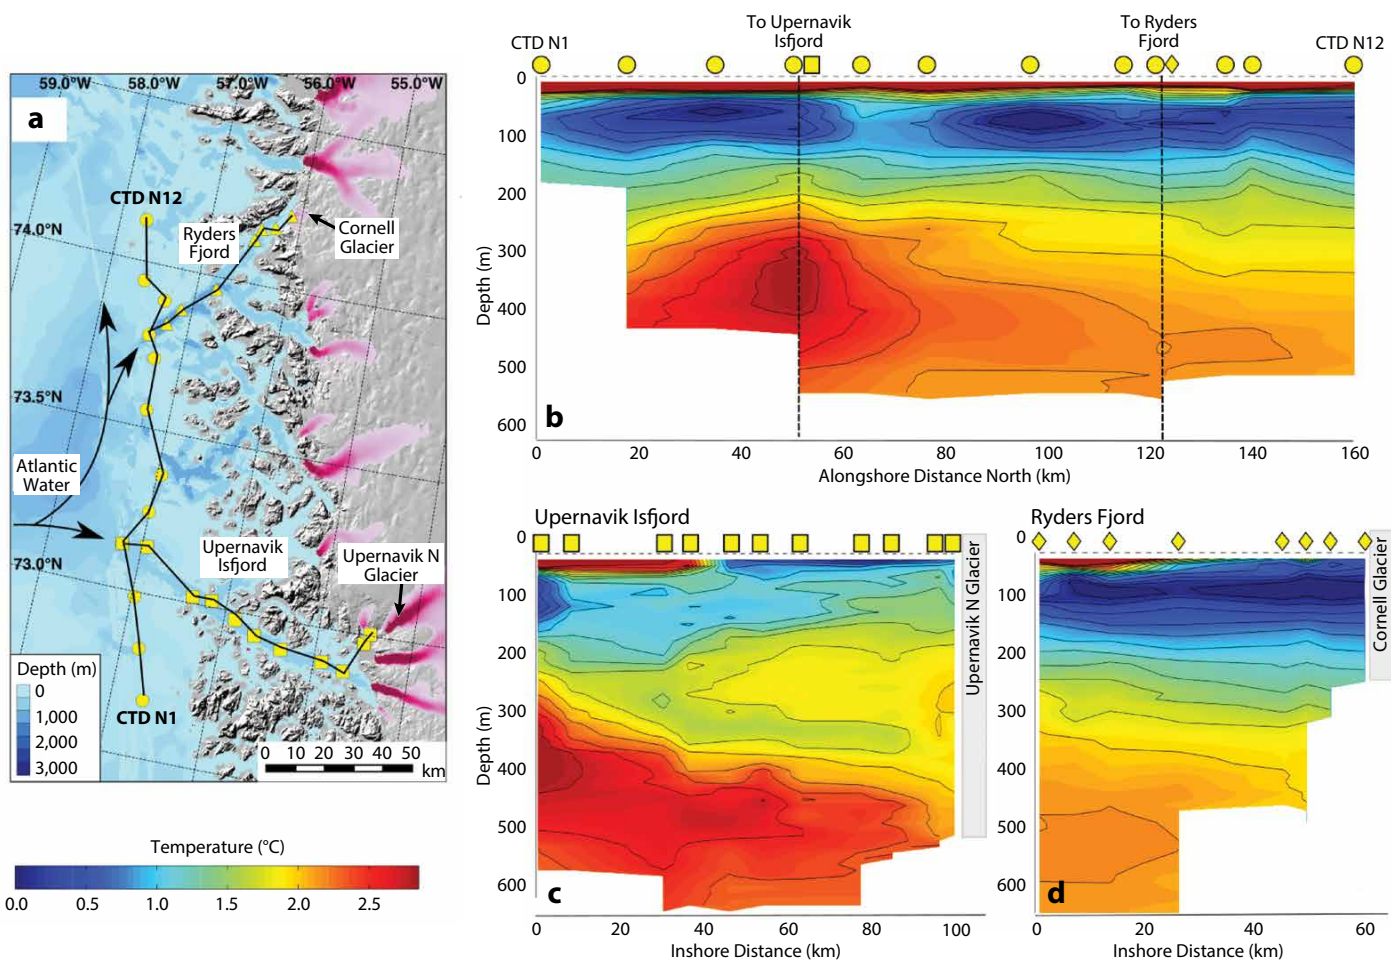 59.0°W
58.0°W
57.0°W
56.0°W
55.0°W
a
CTD N12
74.0°N
Ryders
Fjord
Cornell
Glacier
73.5°N
Atlantic
Water
73.0°N
Upernavik
Isfjord
Upernavik N
Glacier
CTD N1
Depth (m)
0
1,000
2,000
3,000
0 10 20 30 40 50
km
Temperature (°C)
0.0 0.5 1.0 1.5 2.0 2.5
CTD N1
To Upernavik
Isfjord
To Ryders
Fjord
CTD N12
0
100
200
300
400
500
600
Depth (m)
b
0 20 40 60 80 100 120 140 160
Alongshore Distance North (km)
Upernavik Isfjord
0
100
200
300
400
500
600
Depth (m)
Upernavik N Glacier
c
0 20 40 60 80 100
Inshore Distance (km)
Ryders Fjord
0
100
200
300
400
500
600
Cornell Glacier
d
0 20 40 60
Inshore Distance (km)